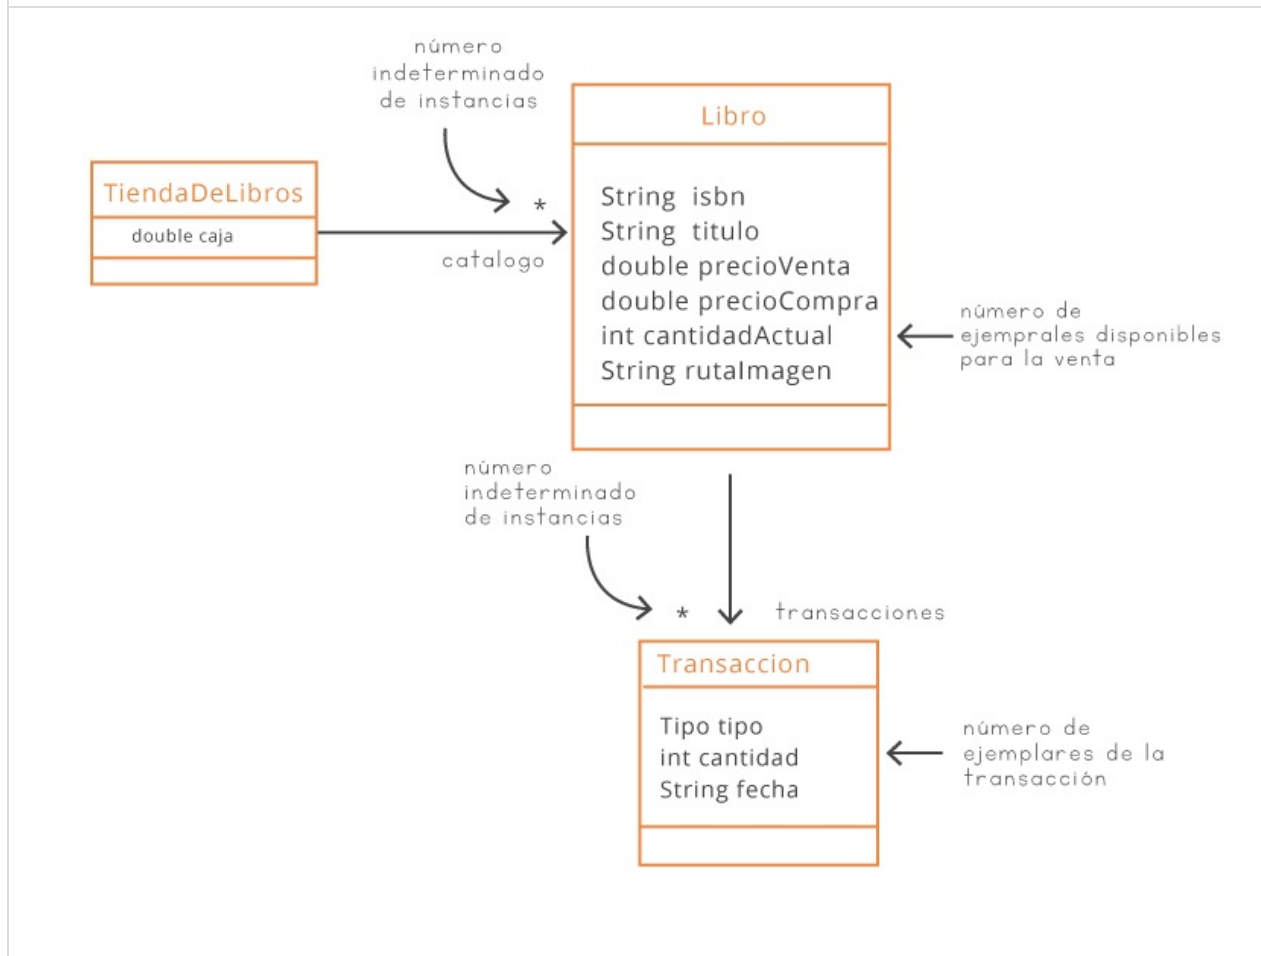 número
indeterminado
de instancias
Libro
TiendaDeLibros
double caja
*
catalogo
String isbn
String titulo
double precioVenta
double precioCompra
int cantidadActual
String rutaImagen
número de
ejemprales disponibles
para la venta
número
indeterminado
de instancias
*
transacciones
Transaccion
Tipo tipo
int cantidad
String fecha
número de
ejemplares de la
transacción